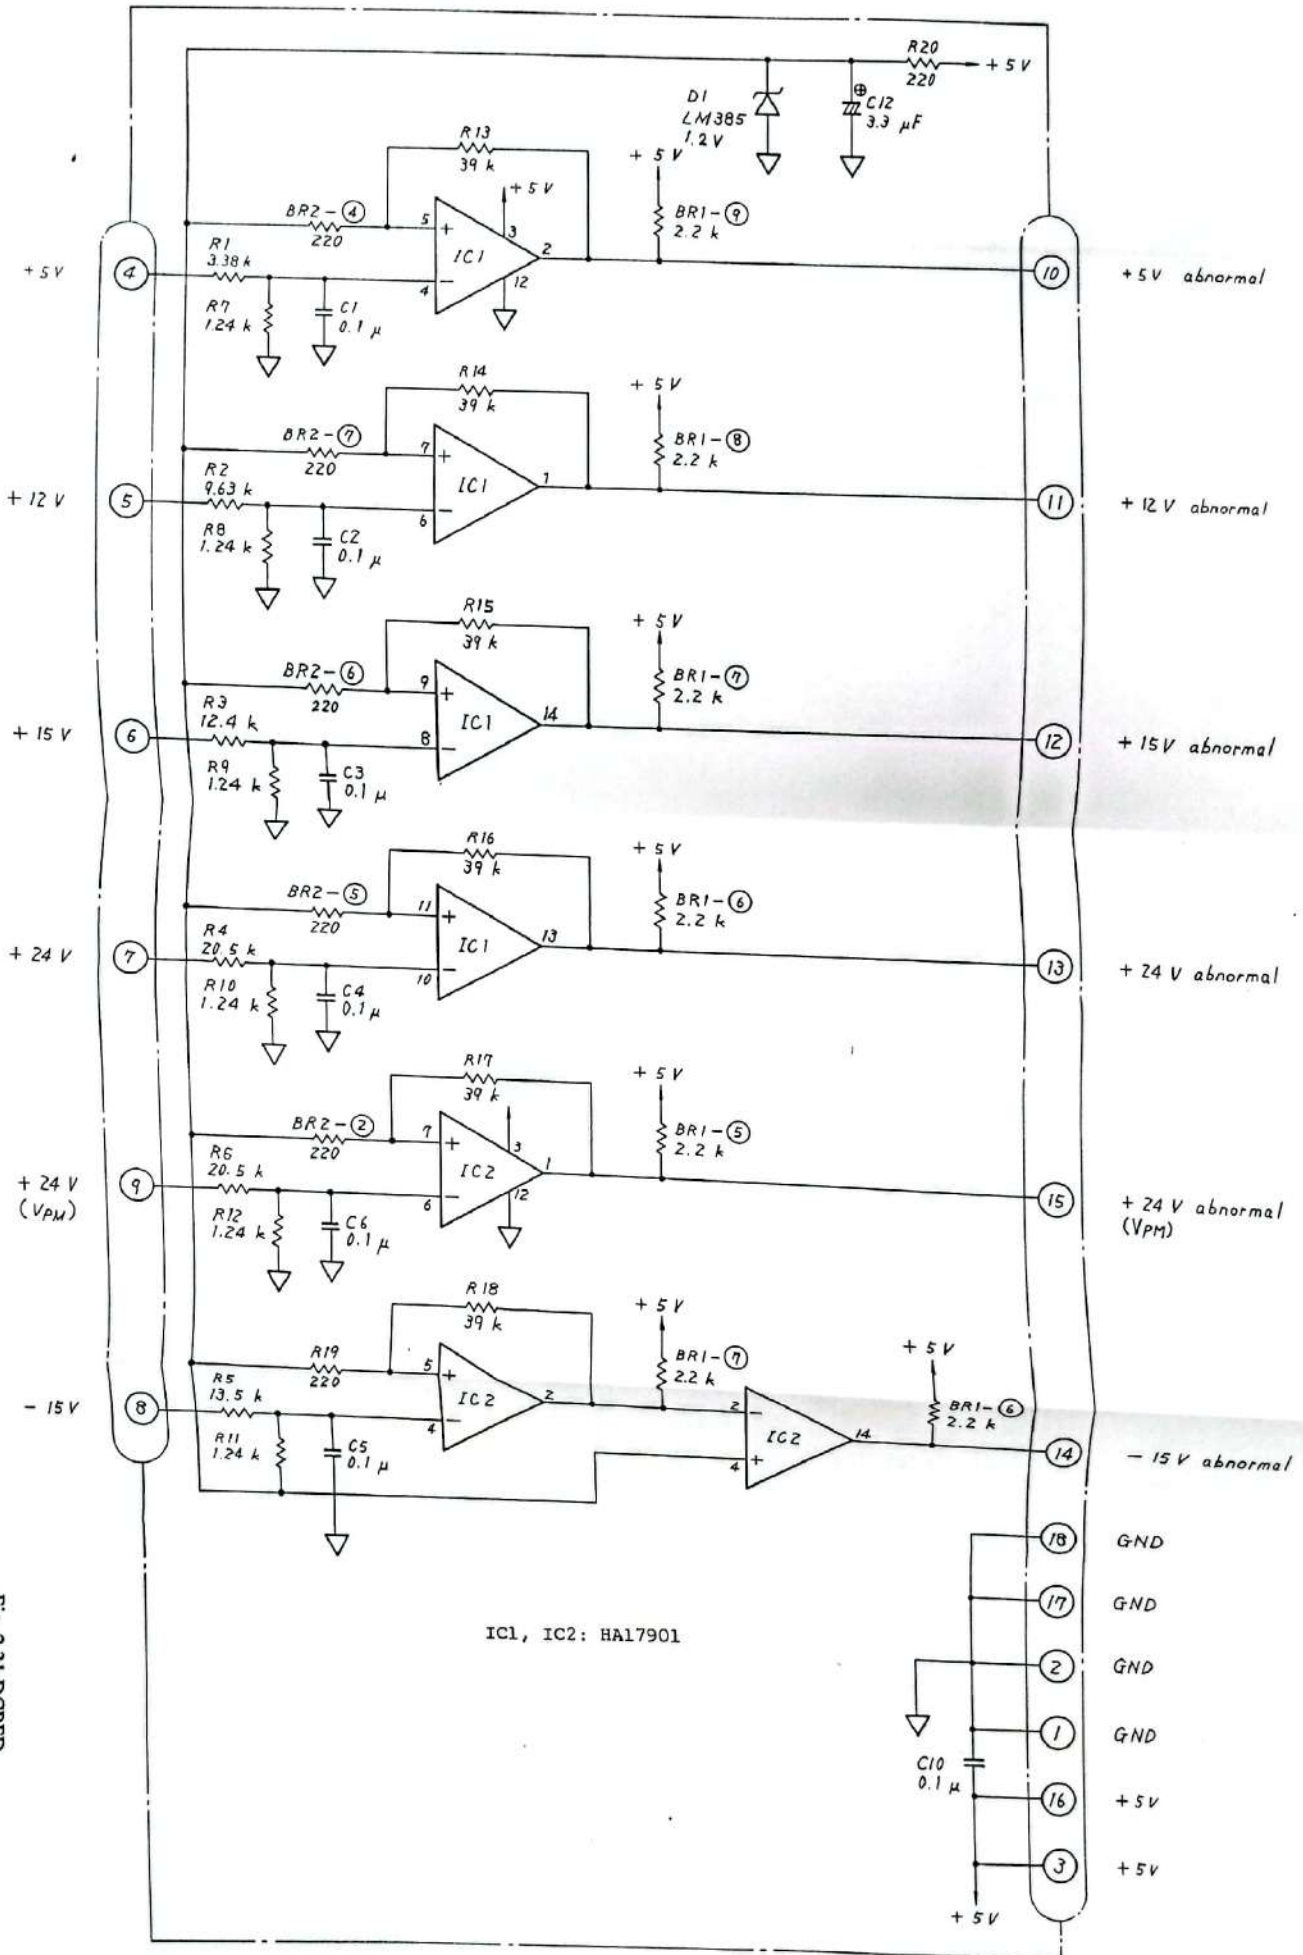 R20
220
+ 5 V
D1
LM385
1.2 V
⊕
C12
3.3 μF
R13
39 k
+ 5 V
+ 5 V
BR2-④
220
5
+
3
IC1
2
BR1-⑨
2.2 k
+ 5 V
④
R1
3.38 k
4
−
12
⑩
+ 5 V abnormal
R7
1.24 k
C1
0.1 μ
R14
39 k
+ 5 V
BR2-⑦
220
7
+
IC1
1
BR1-⑧
2.2 k
+ 12 V
⑤
R2
9.63 k
6
−
⑪
+ 12 V abnormal
R8
1.24 k
C2
0.1 μ
R15
39 k
+ 5 V
BR2-⑥
220
9
+
IC1
14
BR1-⑦
2.2 k
+ 15 V
⑥
R3
12.4 k
8
−
⑫
+ 15 V abnormal
R9
1.24 k
C3
0.1 μ
R16
39 k
+ 5 V
BR2-⑤
220
11
+
IC1
13
BR1-⑥
2.2 k
+ 24 V
⑦
R4
20.5 k
10
−
⑬
+ 24 V abnormal
R10
1.24 k
C4
0.1 μ
R17
39 k
+ 5 V
BR2-②
220
7
+
3
IC2
1
BR1-⑤
2.2 k
+ 24 V
(VPM)
⑨
R6
20.5 k
6
−
12
⑮
+ 24 V abnormal
(VPM)
R12
1.24 k
C6
0.1 μ
R18
39 k
+ 5 V
+ 5 V
R19
220
5
+
IC2
2
BR1-⑦
2.2 k
− 15 V
⑧
R5
13.5 k
4
−
2
−
IC2
14
BR1-⑥
2.2 k
R11
1.24 k
C5
0.1 μ
4
+
⑭
− 15 V abnormal
⑱
GND
⑰
GND
IC1, IC2: HA17901
②
GND
①
GND
C10
0.1 μ
⑯
+ 5V
③
+ 5V
+ 5 V